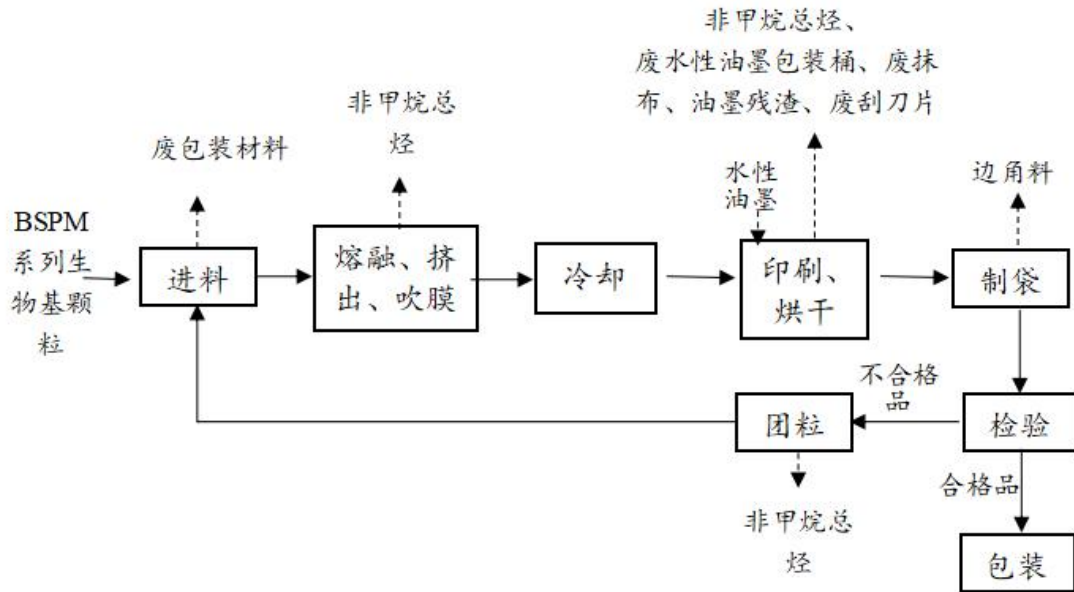 非甲烷总烃、
废水性油墨包装桶、废抹
布、油墨残渣、废刮刀片
非甲烷总
烃
废包装材料
水性
油墨
边角料
BSPM
系列生
物基颗
粒
进料
熔融、挤
出、吹膜
冷却
印刷、
烘干
制袋
不合格
品
团粒
检验
合格品
非甲烷总
烃
包装